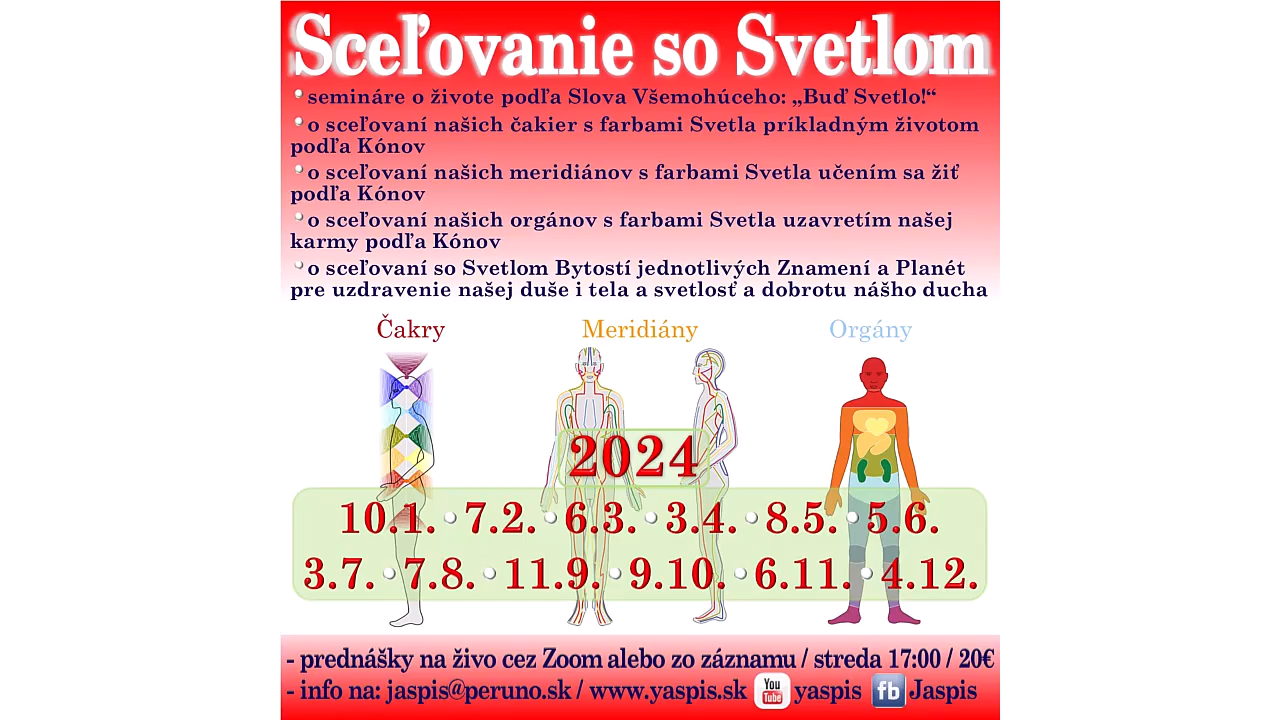 Sceľovanie so Svetlom
semináre o živote podľa Slova Všemohúceho: „Buď Svetlo!“
o sceľovaní našich čakier s farbami Svetla príkladným životom
podľa Kónov
o sceľovaní našich meridiánov s farbami Svetla učením sa žiť
podľa Kónov
o sceľovaní našich orgánov s farbami Svetla uzavretím našej
karmy podľa Kónov
o sceľovaní so Svetlom Bytostí jednotlivých Znamení a Planét
pre uzdravenie našej duše i tela a svetlosť a dobrotu nášho ducha
Čakry Meridiány Orgány
2024
10.1. • 7.2. • 6.3. • 3.4. • 8.5. • 5.6.
3.7. • 7.8. • 11.9. • 9.10. • 6.11. • 4.12.
- prednášky na živo cez Zoom alebo zo záznamu / streda 17:00 / 20€
- info na: jaspis@peruno.sk / www.yaspis.sk You Tube yaspis fb Jaspis